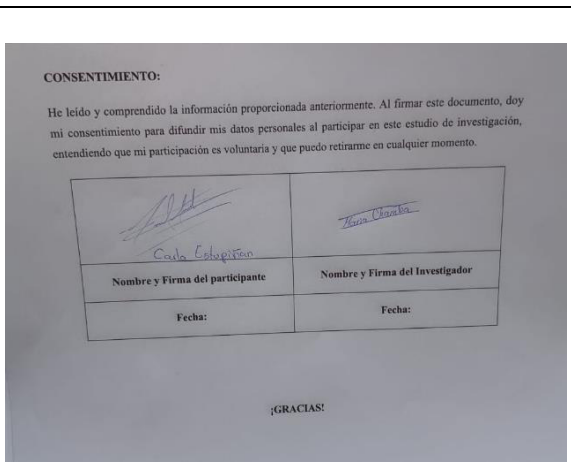 CONSENTIMIENTO:
He leído y comprendido la información proporcionada anteriormente. Al firmar este documento, doy
mi consentimiento para difundir mis datos personales al participar en este estudio de investigación,
entendiendo que mi participación es voluntaria y que puedo retirarme en cualquier momento.
Carla Estupiñan
Nombre y Firma del participante
Nombre y Firma del Investigador
Fecha:
Fecha:
¡GRACIAS!